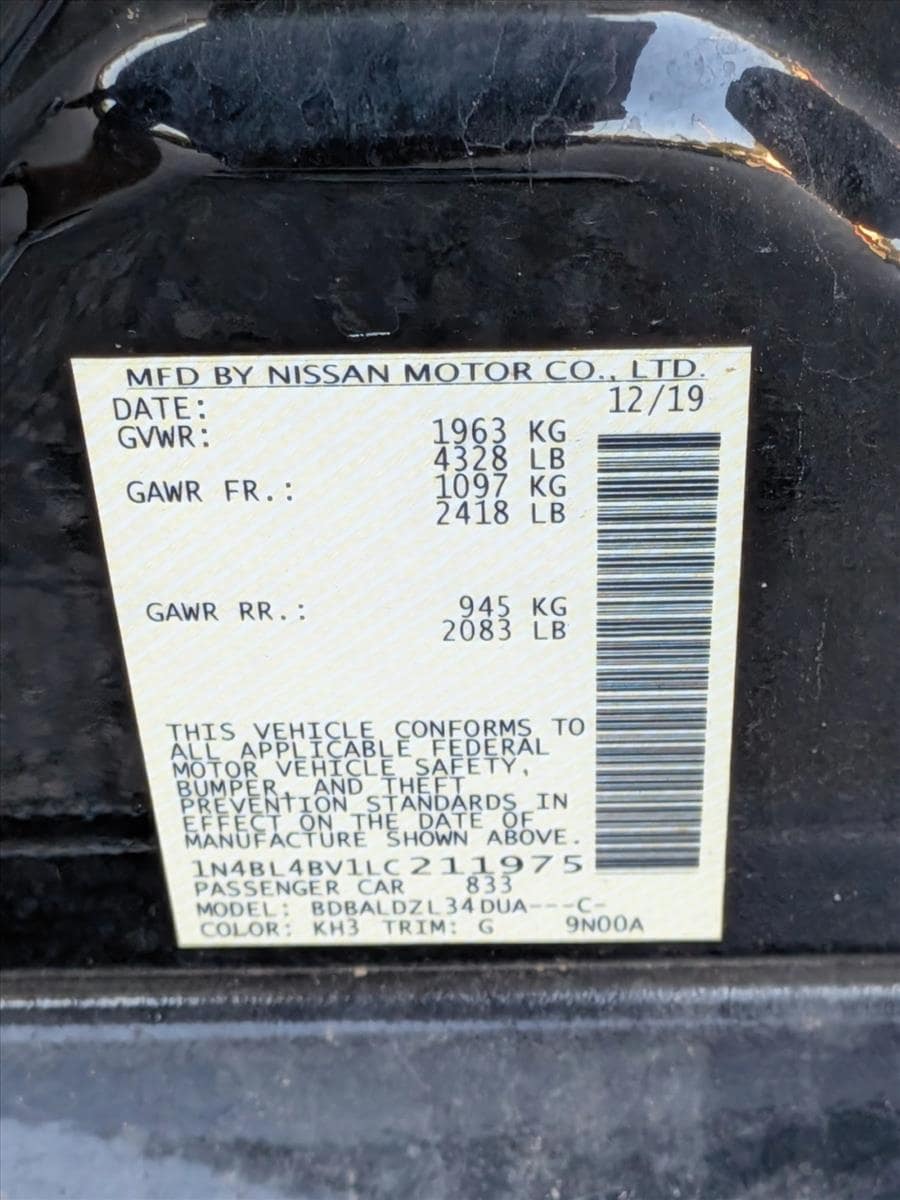 MFD BY NISSAN MOTOR CO., LTD.
DATE: 12/19
GVWR: 1963 KG
4328 LB
GAWR FR.: 1097 KG
2418 LB
GAWR RR.: 945 KG
2083 LB
THIS VEHICLE CONFORMS TO
ALL APPLICABLE FEDERAL
MOTOR VEHICLE SAFETY,
BUMPER, AND THEFT
PREVENTION STANDARDS IN
EFFECT ON THE DATE OF
MANUFACTURE SHOWN ABOVE.
1N4BL4BV1LC211975
PASSENGER CAR 833
MODEL: BDBALDZL34DUA---C-
COLOR: KH3 TRIM: G 9N00A